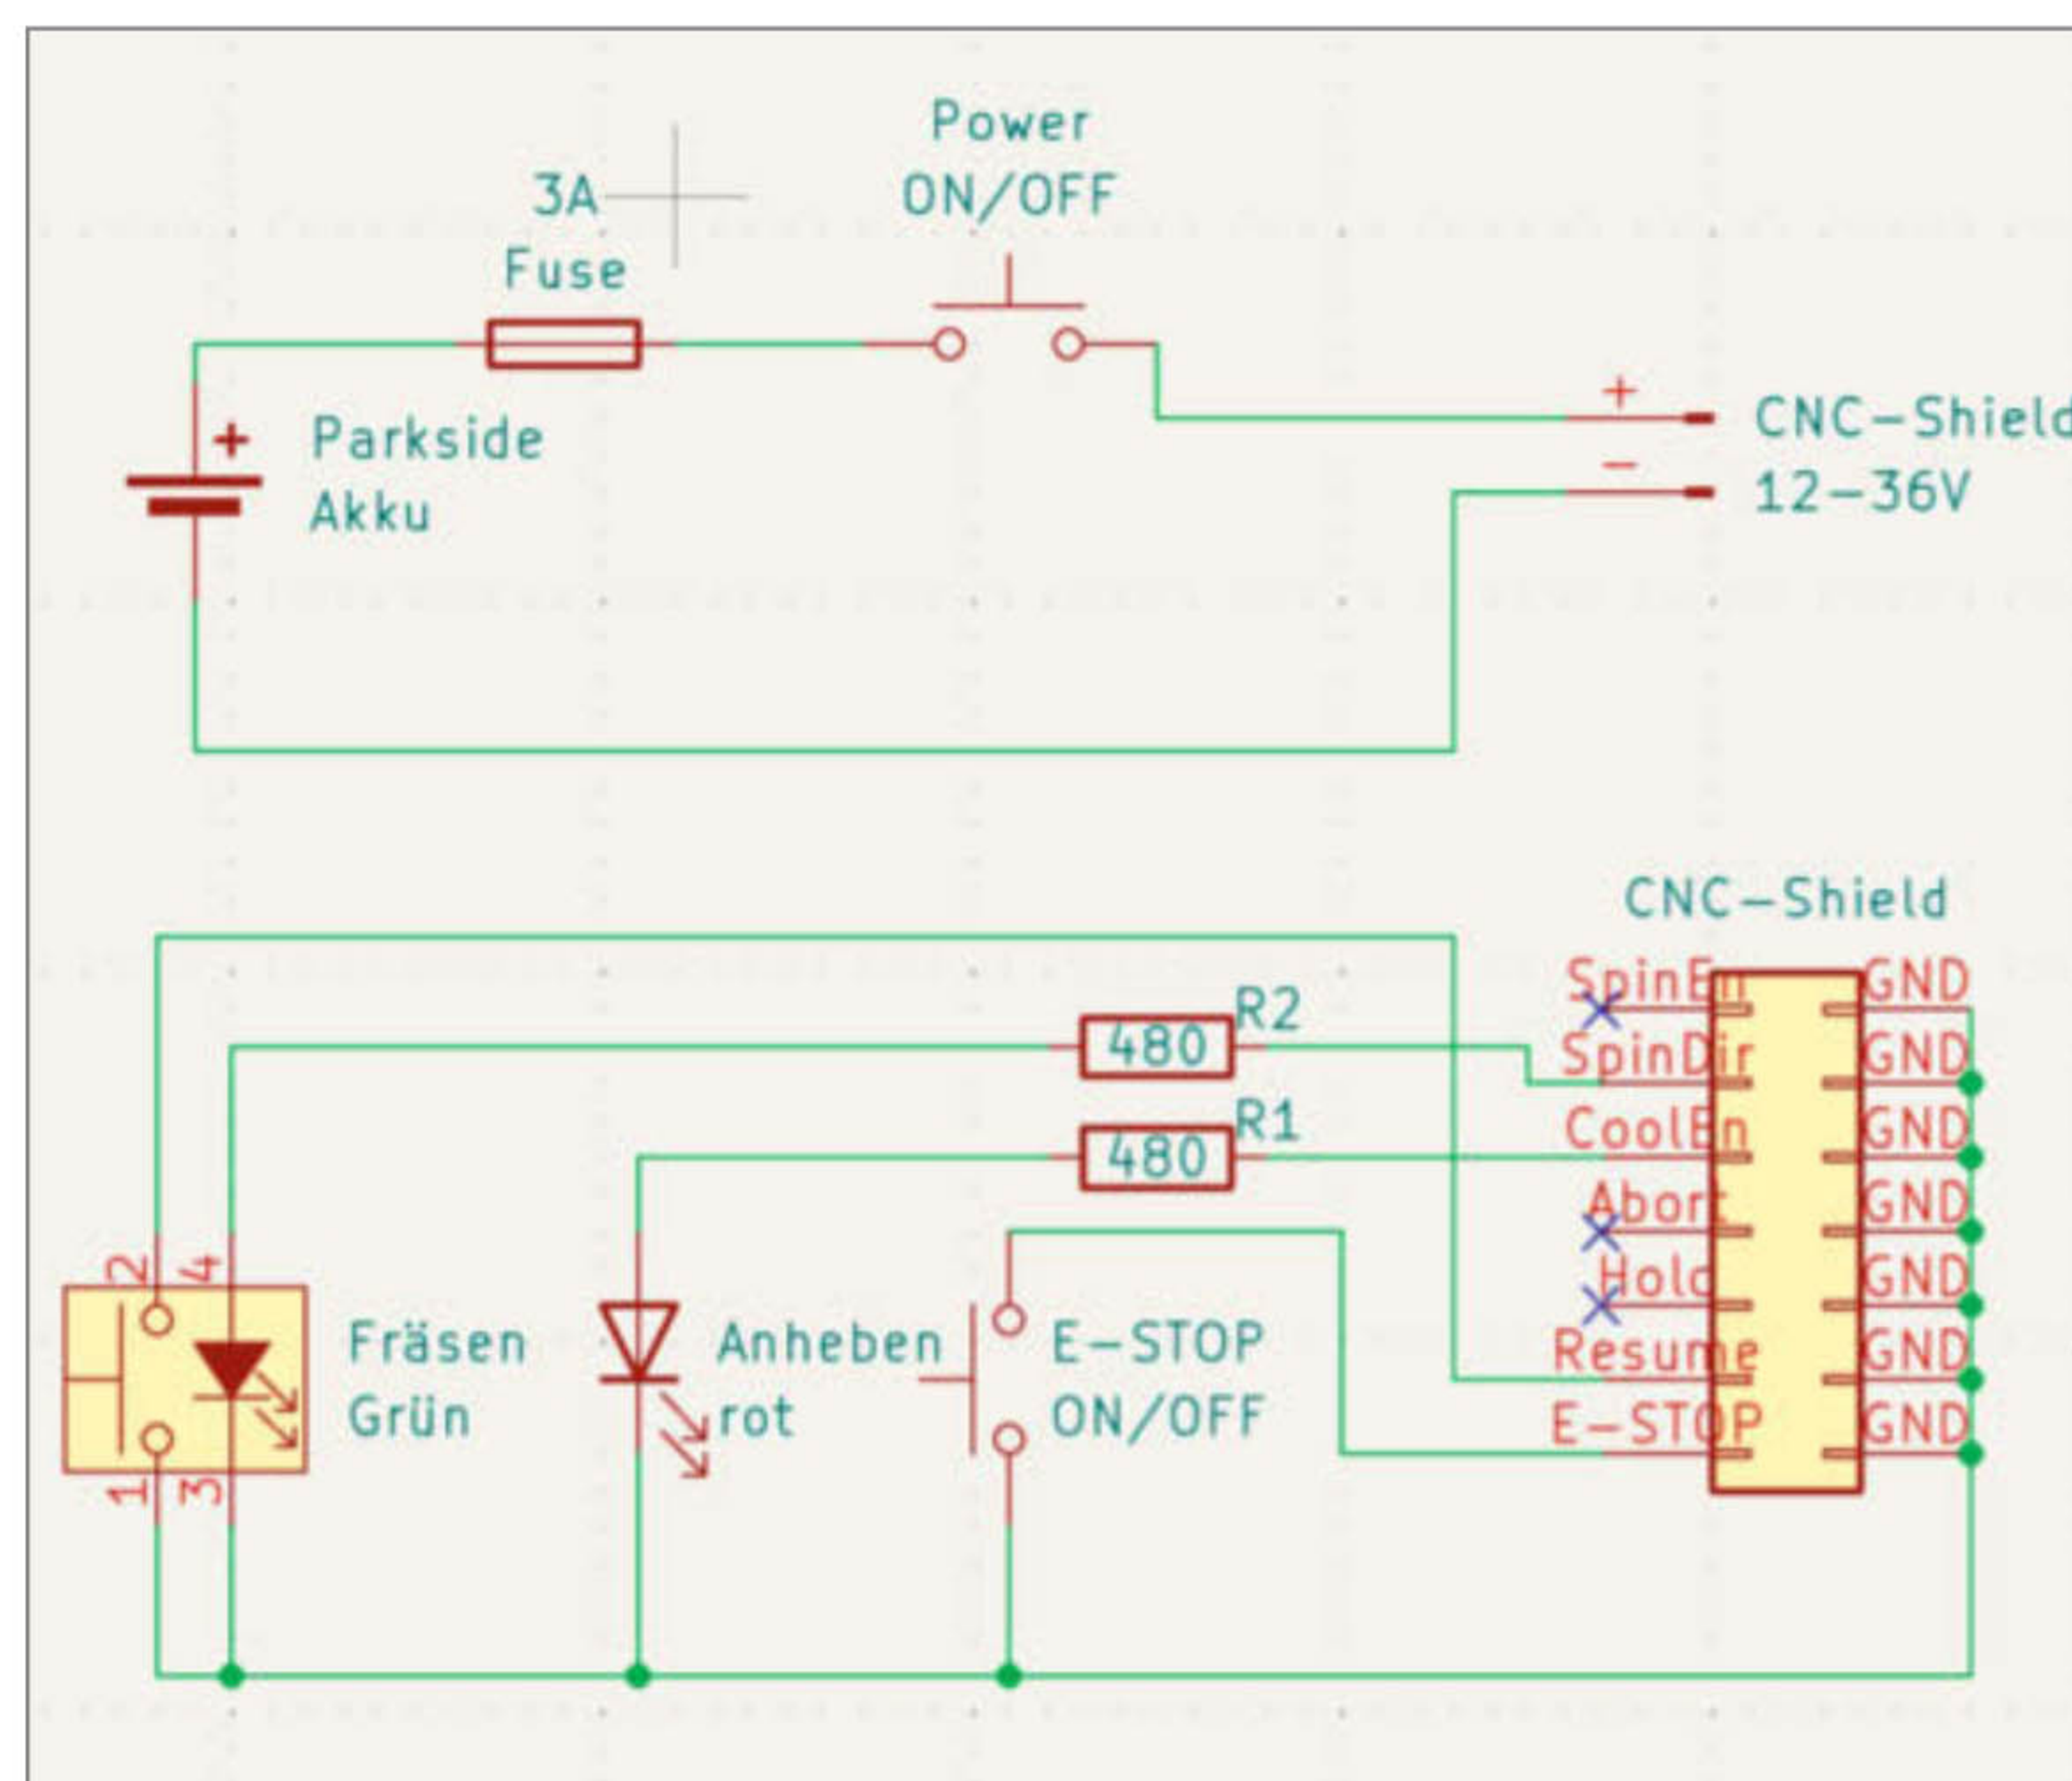 Power
ON/OFF
3A
Fuse
+
Parkside
Akku
+
-
CNC-Shield
12-36V
CNC-Shield
SpinEn
GND
R2
480
SpinDir
GND
R1
480
CoolEn
GND
Abort
GND
Hold
GND
2
4
Fräsen
Grün
Anheben
rot
E-STOP
ON/OFF
Resume
GND
E-STOP
GND
1
3